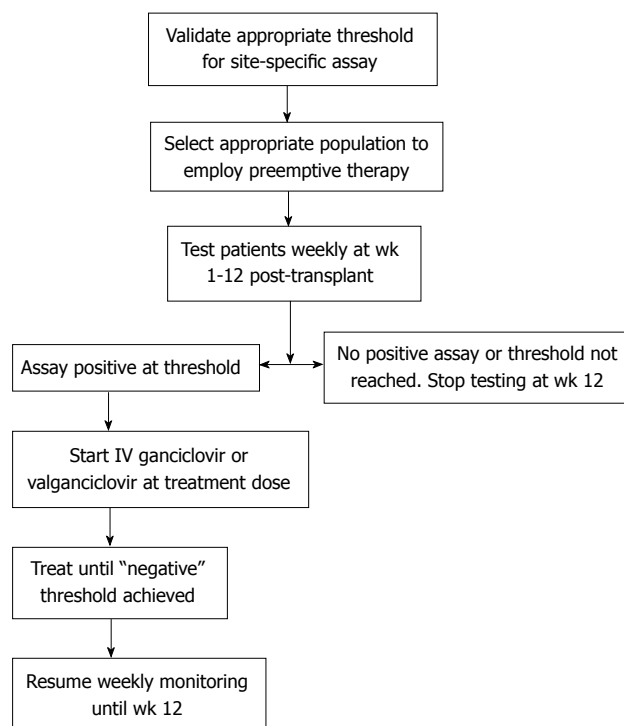 Validate appropriate threshold
for site-specific assay
Select appropriate population to
employ preemptive therapy
Test patients weekly at wk
1-12 post-transplant
Assay positive at threshold
No positive assay or threshold not
reached. Stop testing at wk 12
Start IV ganciclovir or
valganciclovir at treatment dose
Treat until “negative”
threshold achieved
Resume weekly monitoring
until wk 12